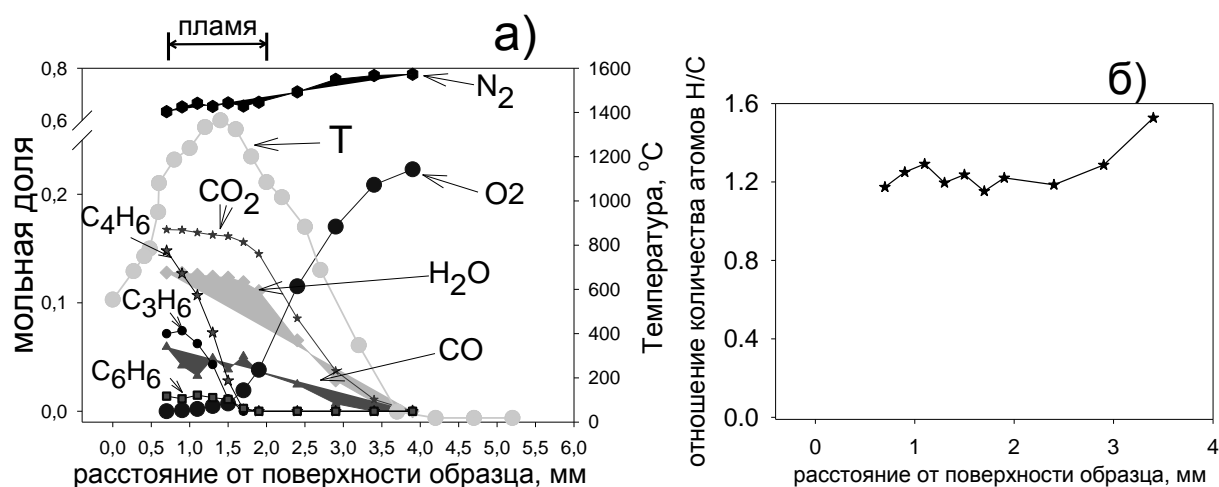 пламя
а)
0,8
0,6
0,2
0,1
0,0
мольная доля
1600
1400
1200
1000
800
600
400
200
0
Температура, °C
N2
T
CO2
O2
C4H6
H2O
C3H6
CO
C6H6
0,0 0,5 1,0 1,5 2,0 2,5 3,0 3,5 4,0 4,5 5,0 5,5 6,0
расстояние от поверхности образца, мм
б)
1.6
1.2
0.8
0.4
0.0
отношение количества атомов H/C
0 1 2 3 4
расстояние от поверхности образца, мм